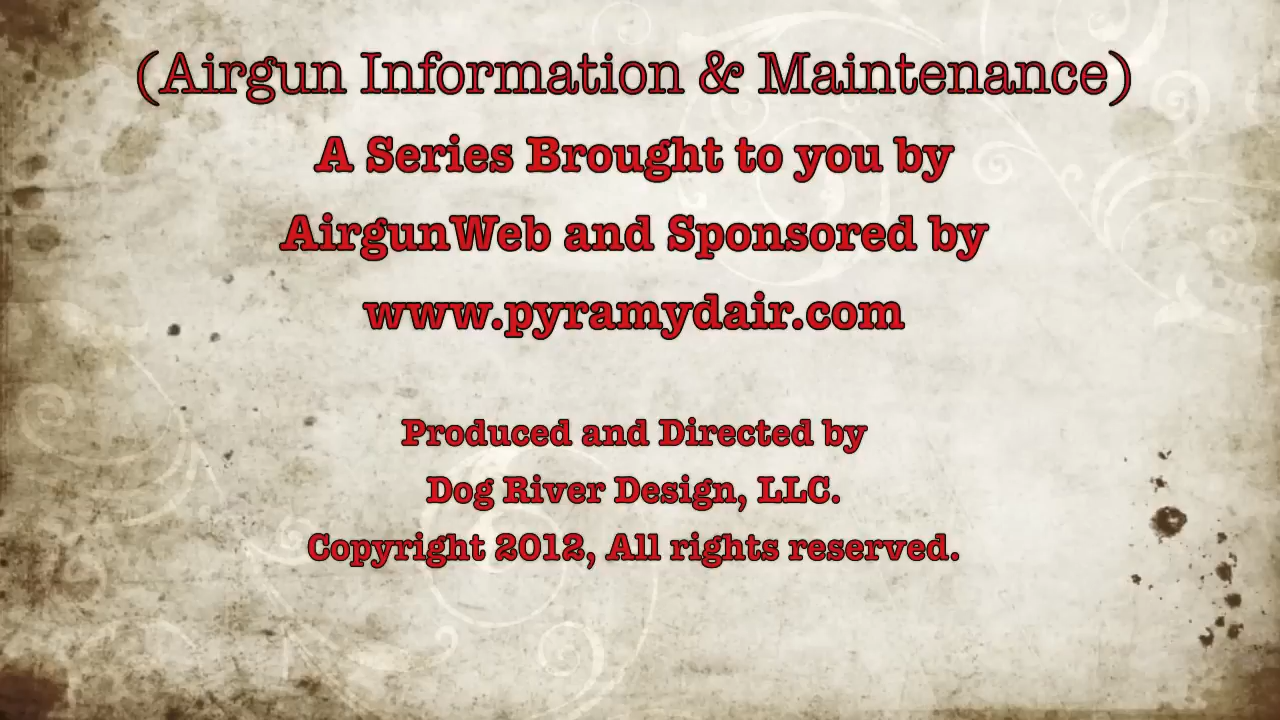 (Airgun Information & Maintenance)
A Series Brought to you by
AirgunWeb and Sponsored by
www.pyramydair.com
Produced and Directed by
Dog River Design, LLC.
Copyright 2012, All rights reserved.